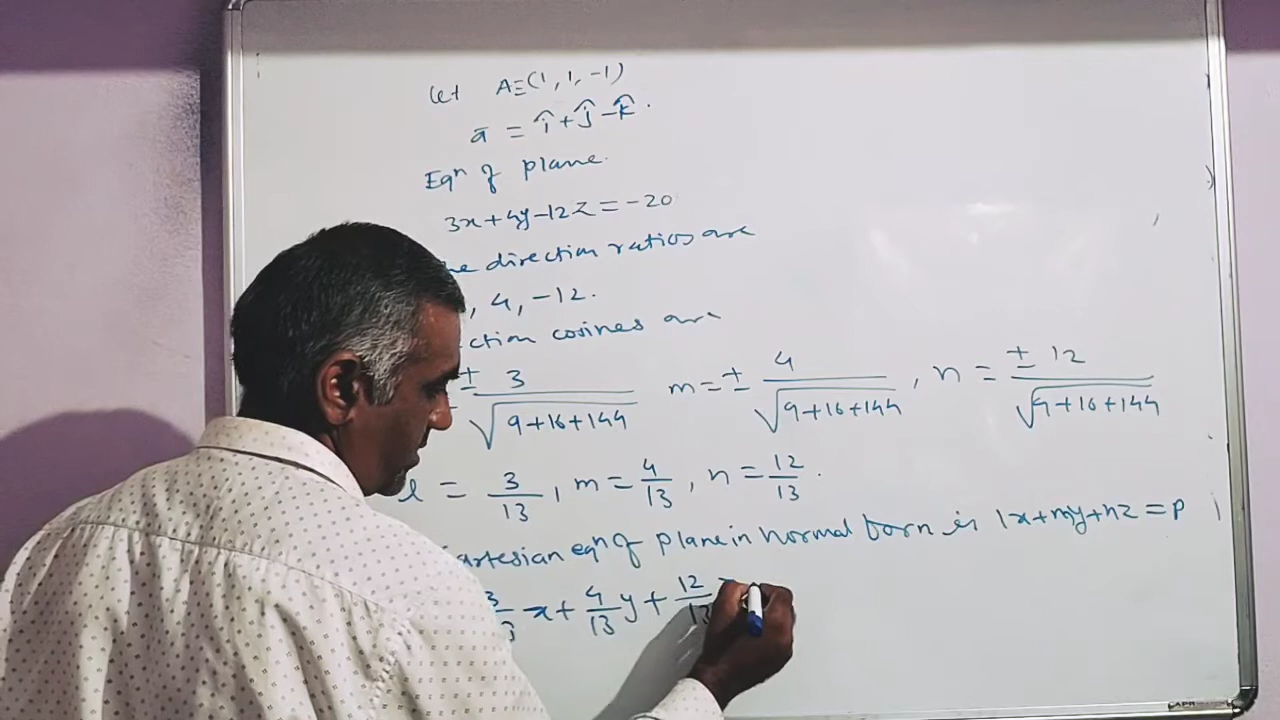 let A≡(1, 1, -1)
ā = î+ĵ-k̂.
Eqⁿ of plane.
3x+4y-12z=-20
direction ratios are
, 4, -12.
cosines are
± 3/√(9+16+144) m=± 4/√(9+16+144), n=± 12/√(9+16+144)
l = 3/13, m=4/13, n=12/13.
artesian eqⁿ of plane in normal form is lx+my+nz=p
x+4/13 y+12/13